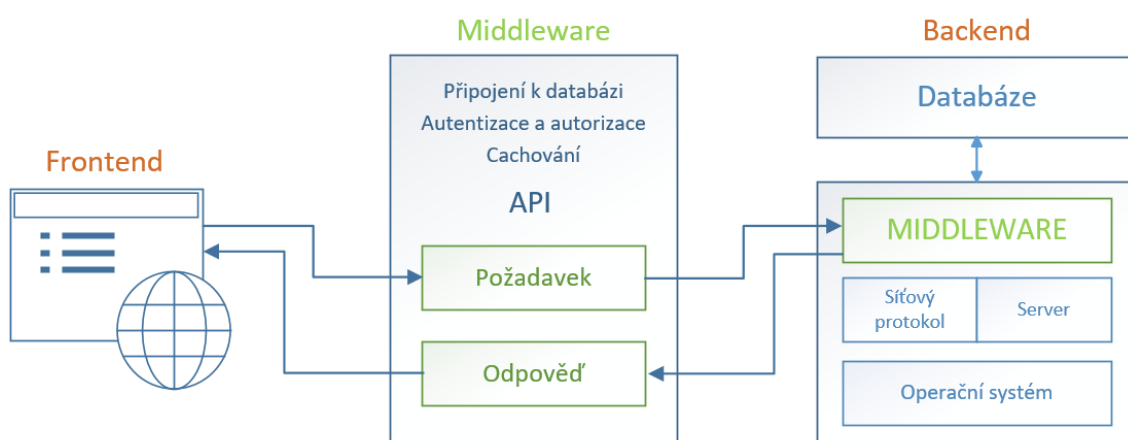 Frontend
Middleware
Připojení k databázi
Autentizace a autorizace
Cachování
API
Požadavek
Odpověď
Backend
Databáze
MIDDLEWARE
Síťový
protokol
Server
Operační systém